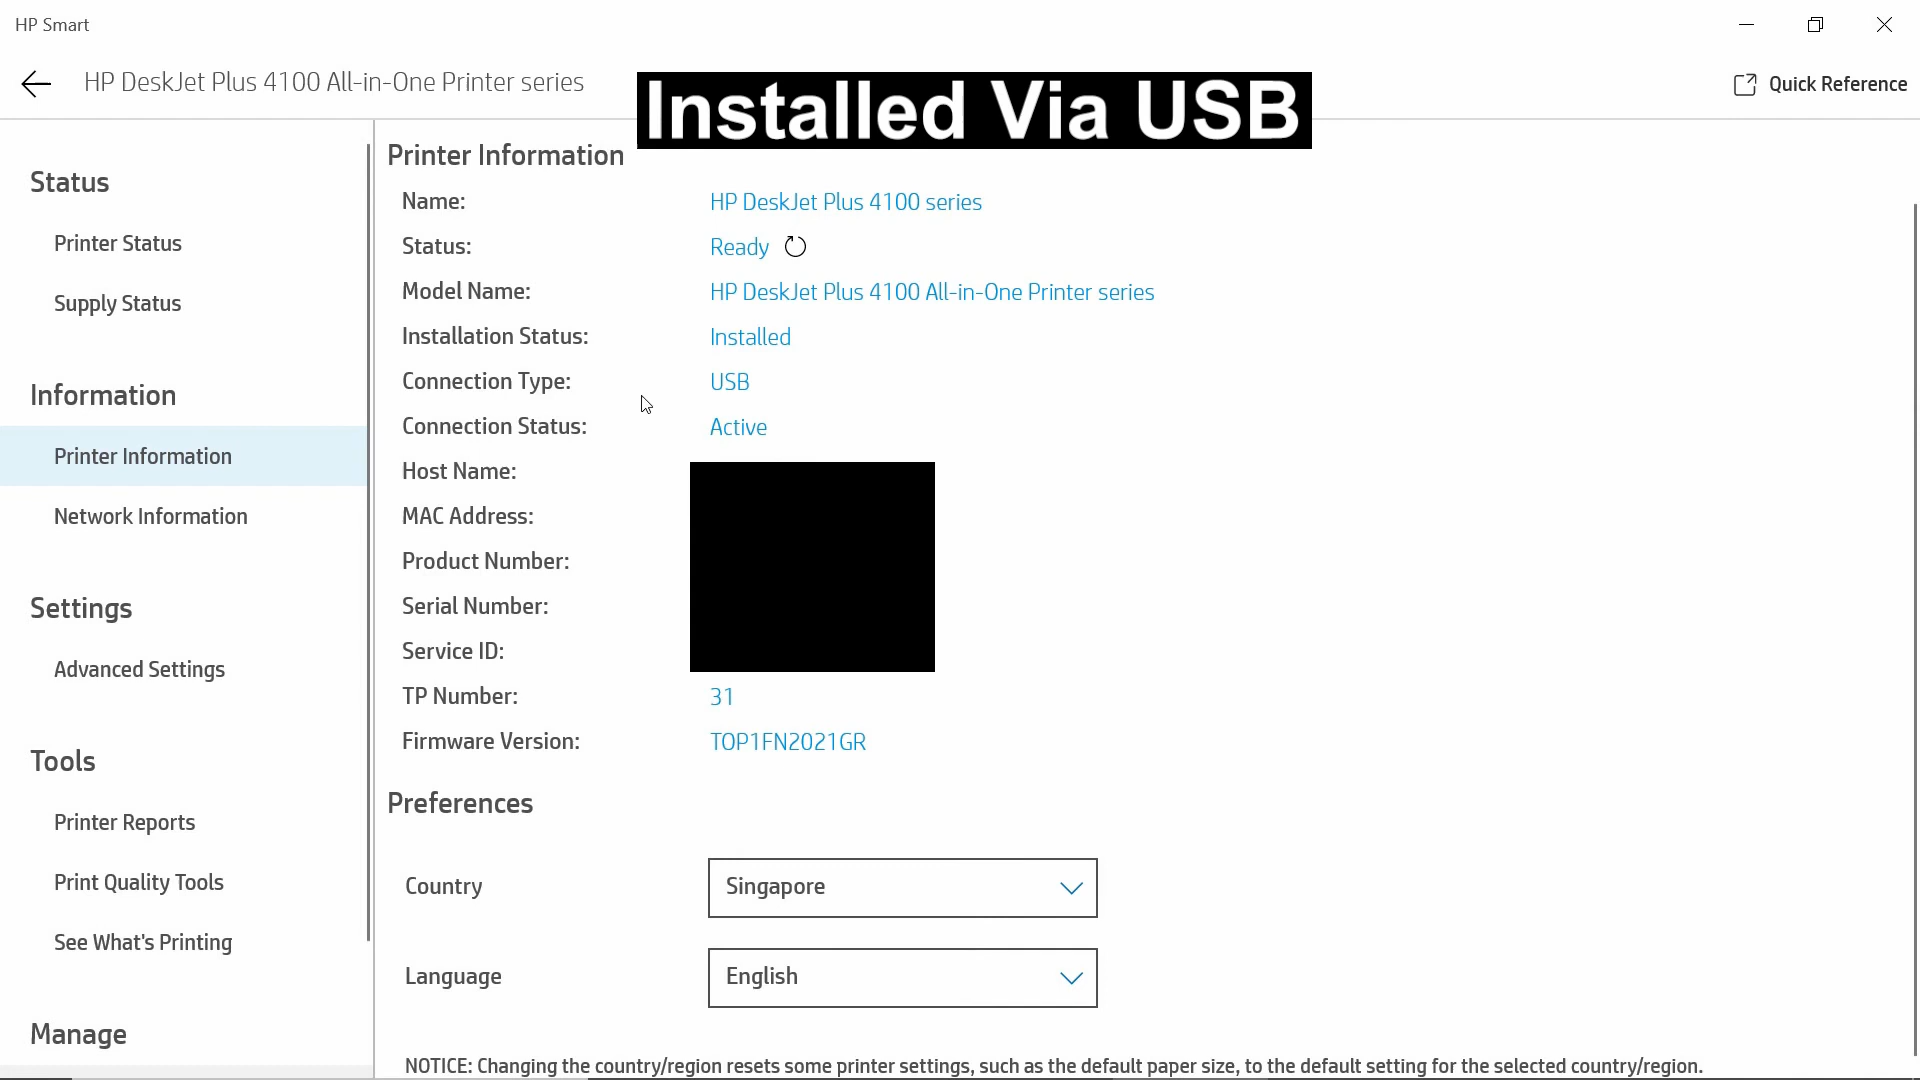 HP Smart
HP DeskJet Plus 4100 All-in-One Printer series
Installed Via USB
Quick Reference
Status
Printer Status
Supply Status
Information
Printer Information
Network Information
Settings
Advanced Settings
Tools
Printer Reports
Print Quality Tools
See What's Printing
Manage
Printer Information
Name: HP DeskJet Plus 4100 series
Status: Ready
Model Name: HP DeskJet Plus 4100 All-in-One Printer series
Installation Status: Installed
Connection Type: USB
Connection Status: Active
Host Name:
MAC Address:
Product Number:
Serial Number:
Service ID:
TP Number: 31
Firmware Version: TOP1FN2021GR
Preferences
Country Singapore
Language English
NOTICE: Changing the country/region resets some printer settings, such as the default paper size, to the default setting for the selected country/region.